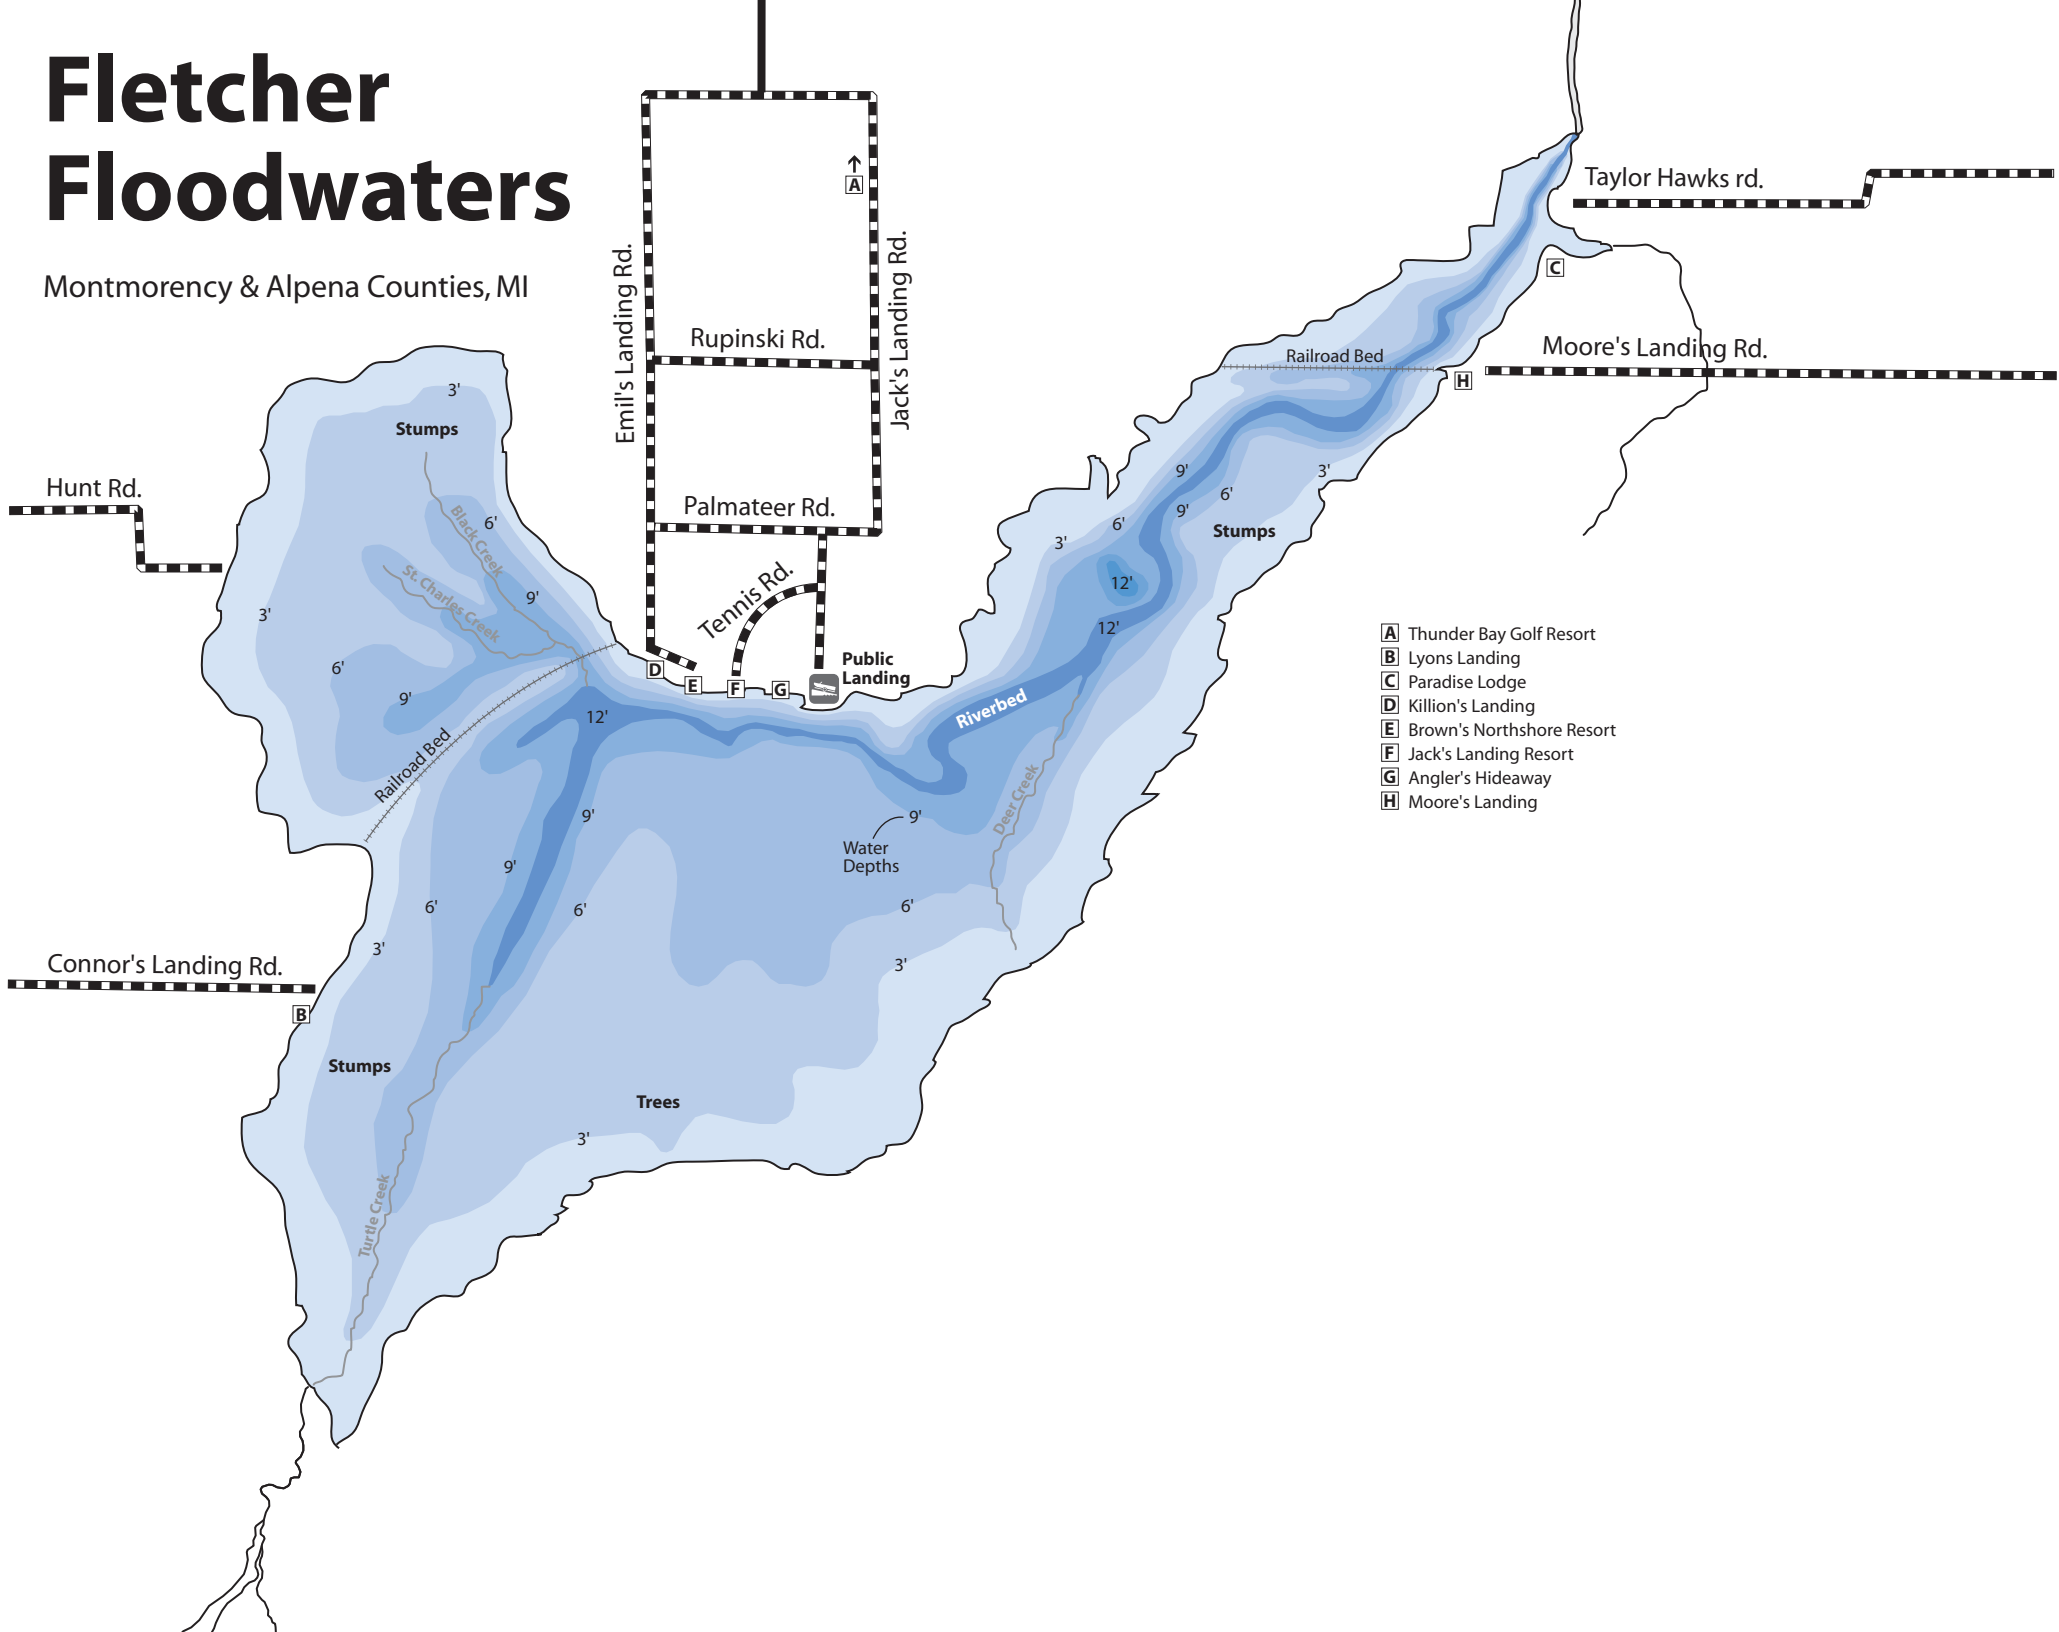 Fletcher
Floodwaters
Montmorency & Alpena Counties, MI
A
Emil's Landing Rd.
Jack's Landing Rd.
Rupinski Rd.
Palmateer Rd.
Tennis Rd.
Public
Landing
D
E
F
G
Taylor Hawks rd.
C
Moore's Landing Rd.
H
Railroad Bed
Hunt Rd.
Connor's Landing Rd.
B
3'
Stumps
Black Creek
6'
St. Charles Creek
9'
3'
6'
9'
Railroad Bed
12'
9'
9'
6'
6'
3'
Stumps
Turtle Creek
Trees
3'
9'
Water
Depths
6'
3'
Deer Creek
Riverbed
12'
12'
3'
6'
9'
9'
6'
3'
Stumps
A Thunder Bay Golf Resort
B Lyons Landing
C Paradise Lodge
D Killion's Landing
E Brown's Northshore Resort
F Jack's Landing Resort
G Angler's Hideaway
H Moore's Landing